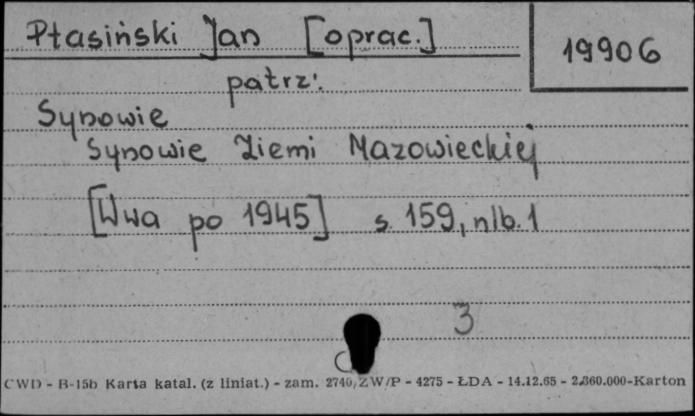 Ptasiński Jan [oprac.]
19906
patrz:
Synowie
Synowie Ziemi Mazowieckiej
[Wwa po 1945] s. 159, nlb. 1
3
CWD - B-15b Karta katal. (z liniat.) - zam. 2740/ZW/P - 4275 - ŁDA - 14.12.65 - 2.360.000-Karton